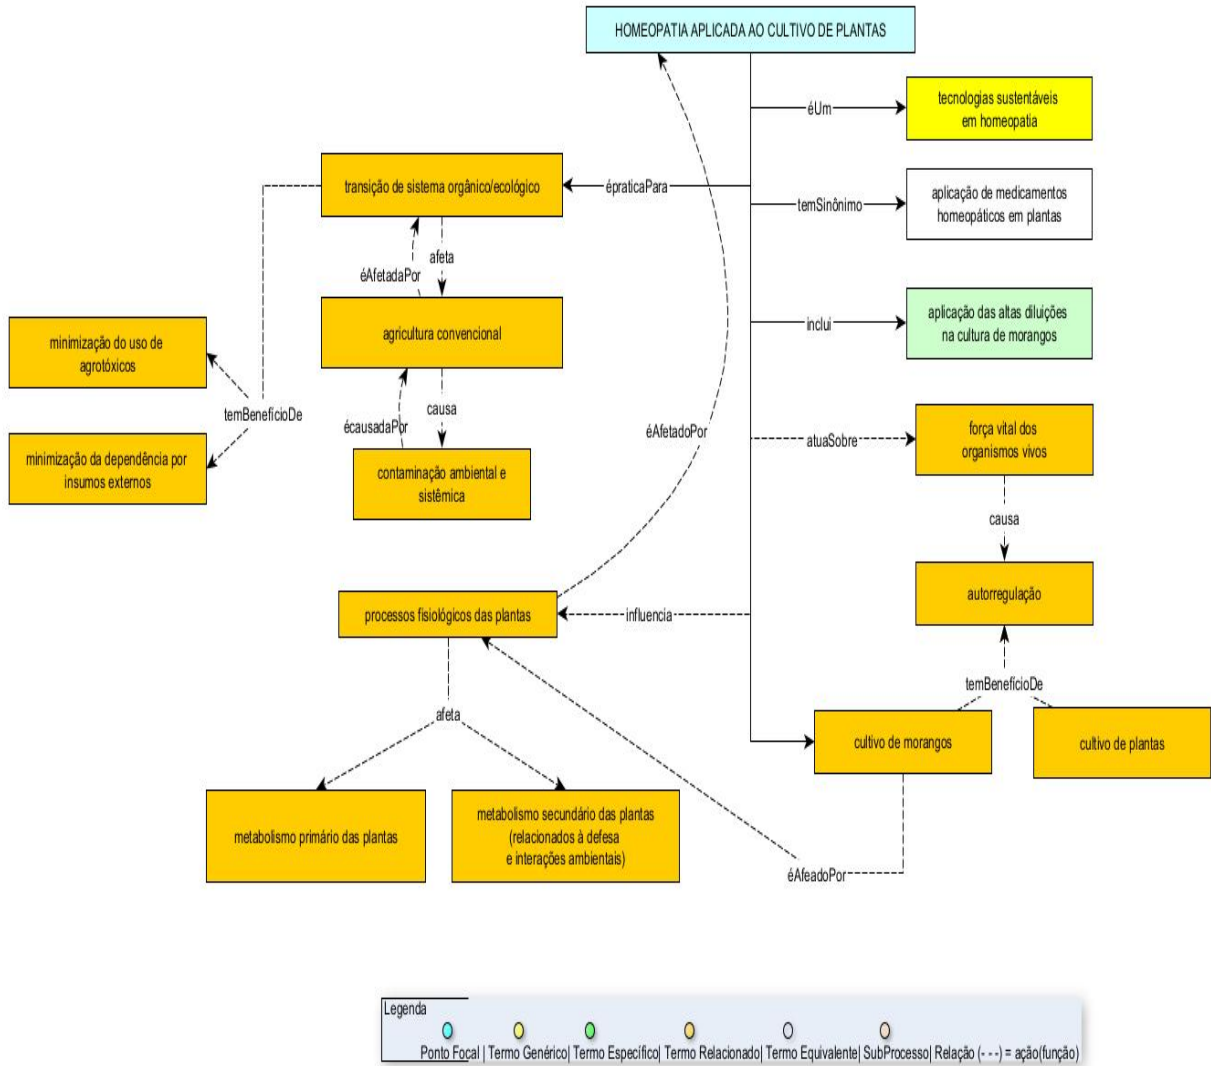 HOMEOPATIA APLICADA AO CULTIVO DE PLANTAS
éUm
tecnologias sustentáveis
em homeopatia
transição de sistema orgânico/ecológico
épraticaPara
temSinônimo
aplicação de medicamentos
homeopáticos em plantas
afeta
éAfetadaPor
agricultura convencional
inclui
aplicação das altas diluições
na cultura de morangos
minimização do uso de
agrotóxicos
temBenefícioDe
minimização da dependência por
insumos externos
causa
écausadaPor
contaminação ambiental e
sistêmica
éAfetadoPor
atuaSobre
força vital dos
organismos vivos
causa
autorregulação
processos fisiológicos das plantas
influencia
temBenefícioDe
afeta
cultivo de morangos
cultivo de plantas
metabolismo primário das plantas
metabolismo secundário das plantas
(relacionados à defesa
e interações ambientais)
éAfeadoPor
Legenda
Ponto Focal | Termo Genérico| Termo Específico| Termo Relacionado| Termo Equivalente| SubProcesso| Relação (- - -) = ação(função)